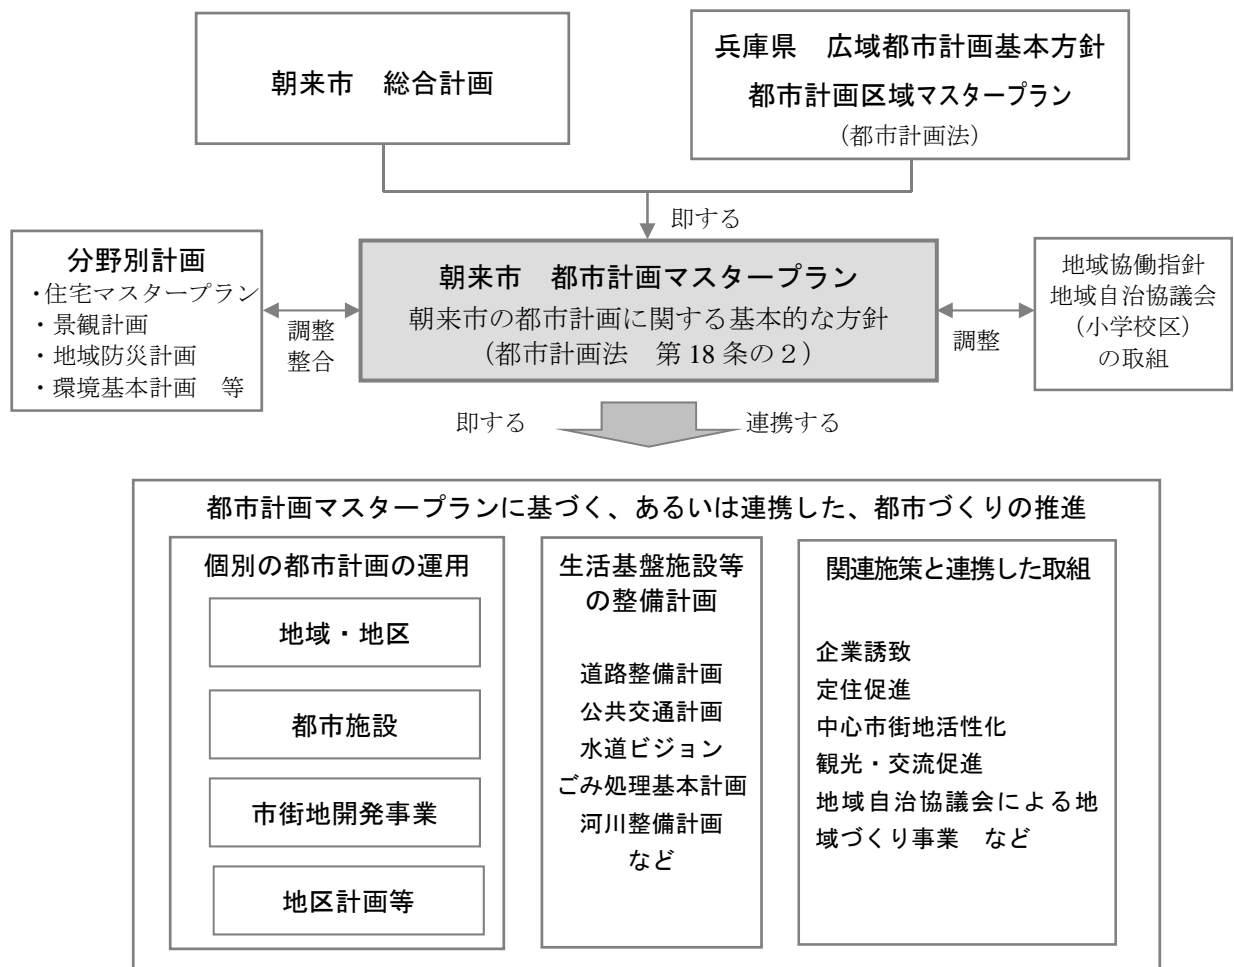 朝来市　総合計画
兵庫県　広域都市計画基本方針
都市計画区域マスタープラン
（都市計画法）
即する
分野別計画
・住宅マスタープラン
・景観計画
・地域防災計画
・環境基本計画　等
調整
整合
朝来市　都市計画マスタープラン
朝来市の都市計画に関する基本的な方針
（都市計画法　第18条の２）
調整
地域協働指針
地域自治協議会
（小学校区）
の取組
即する
連携する
都市計画マスタープランに基づく、あるいは連携した、都市づくりの推進
個別の都市計画の運用
地域・地区
都市施設
市街地開発事業
地区計画等
生活基盤施設等
の整備計画
道路整備計画
公共交通計画
水道ビジョン
ごみ処理基本計画
河川整備計画
など
関連施策と連携した取組
企業誘致
定住促進
中心市街地活性化
観光・交流促進
地域自治協議会による地
域づくり事業　など